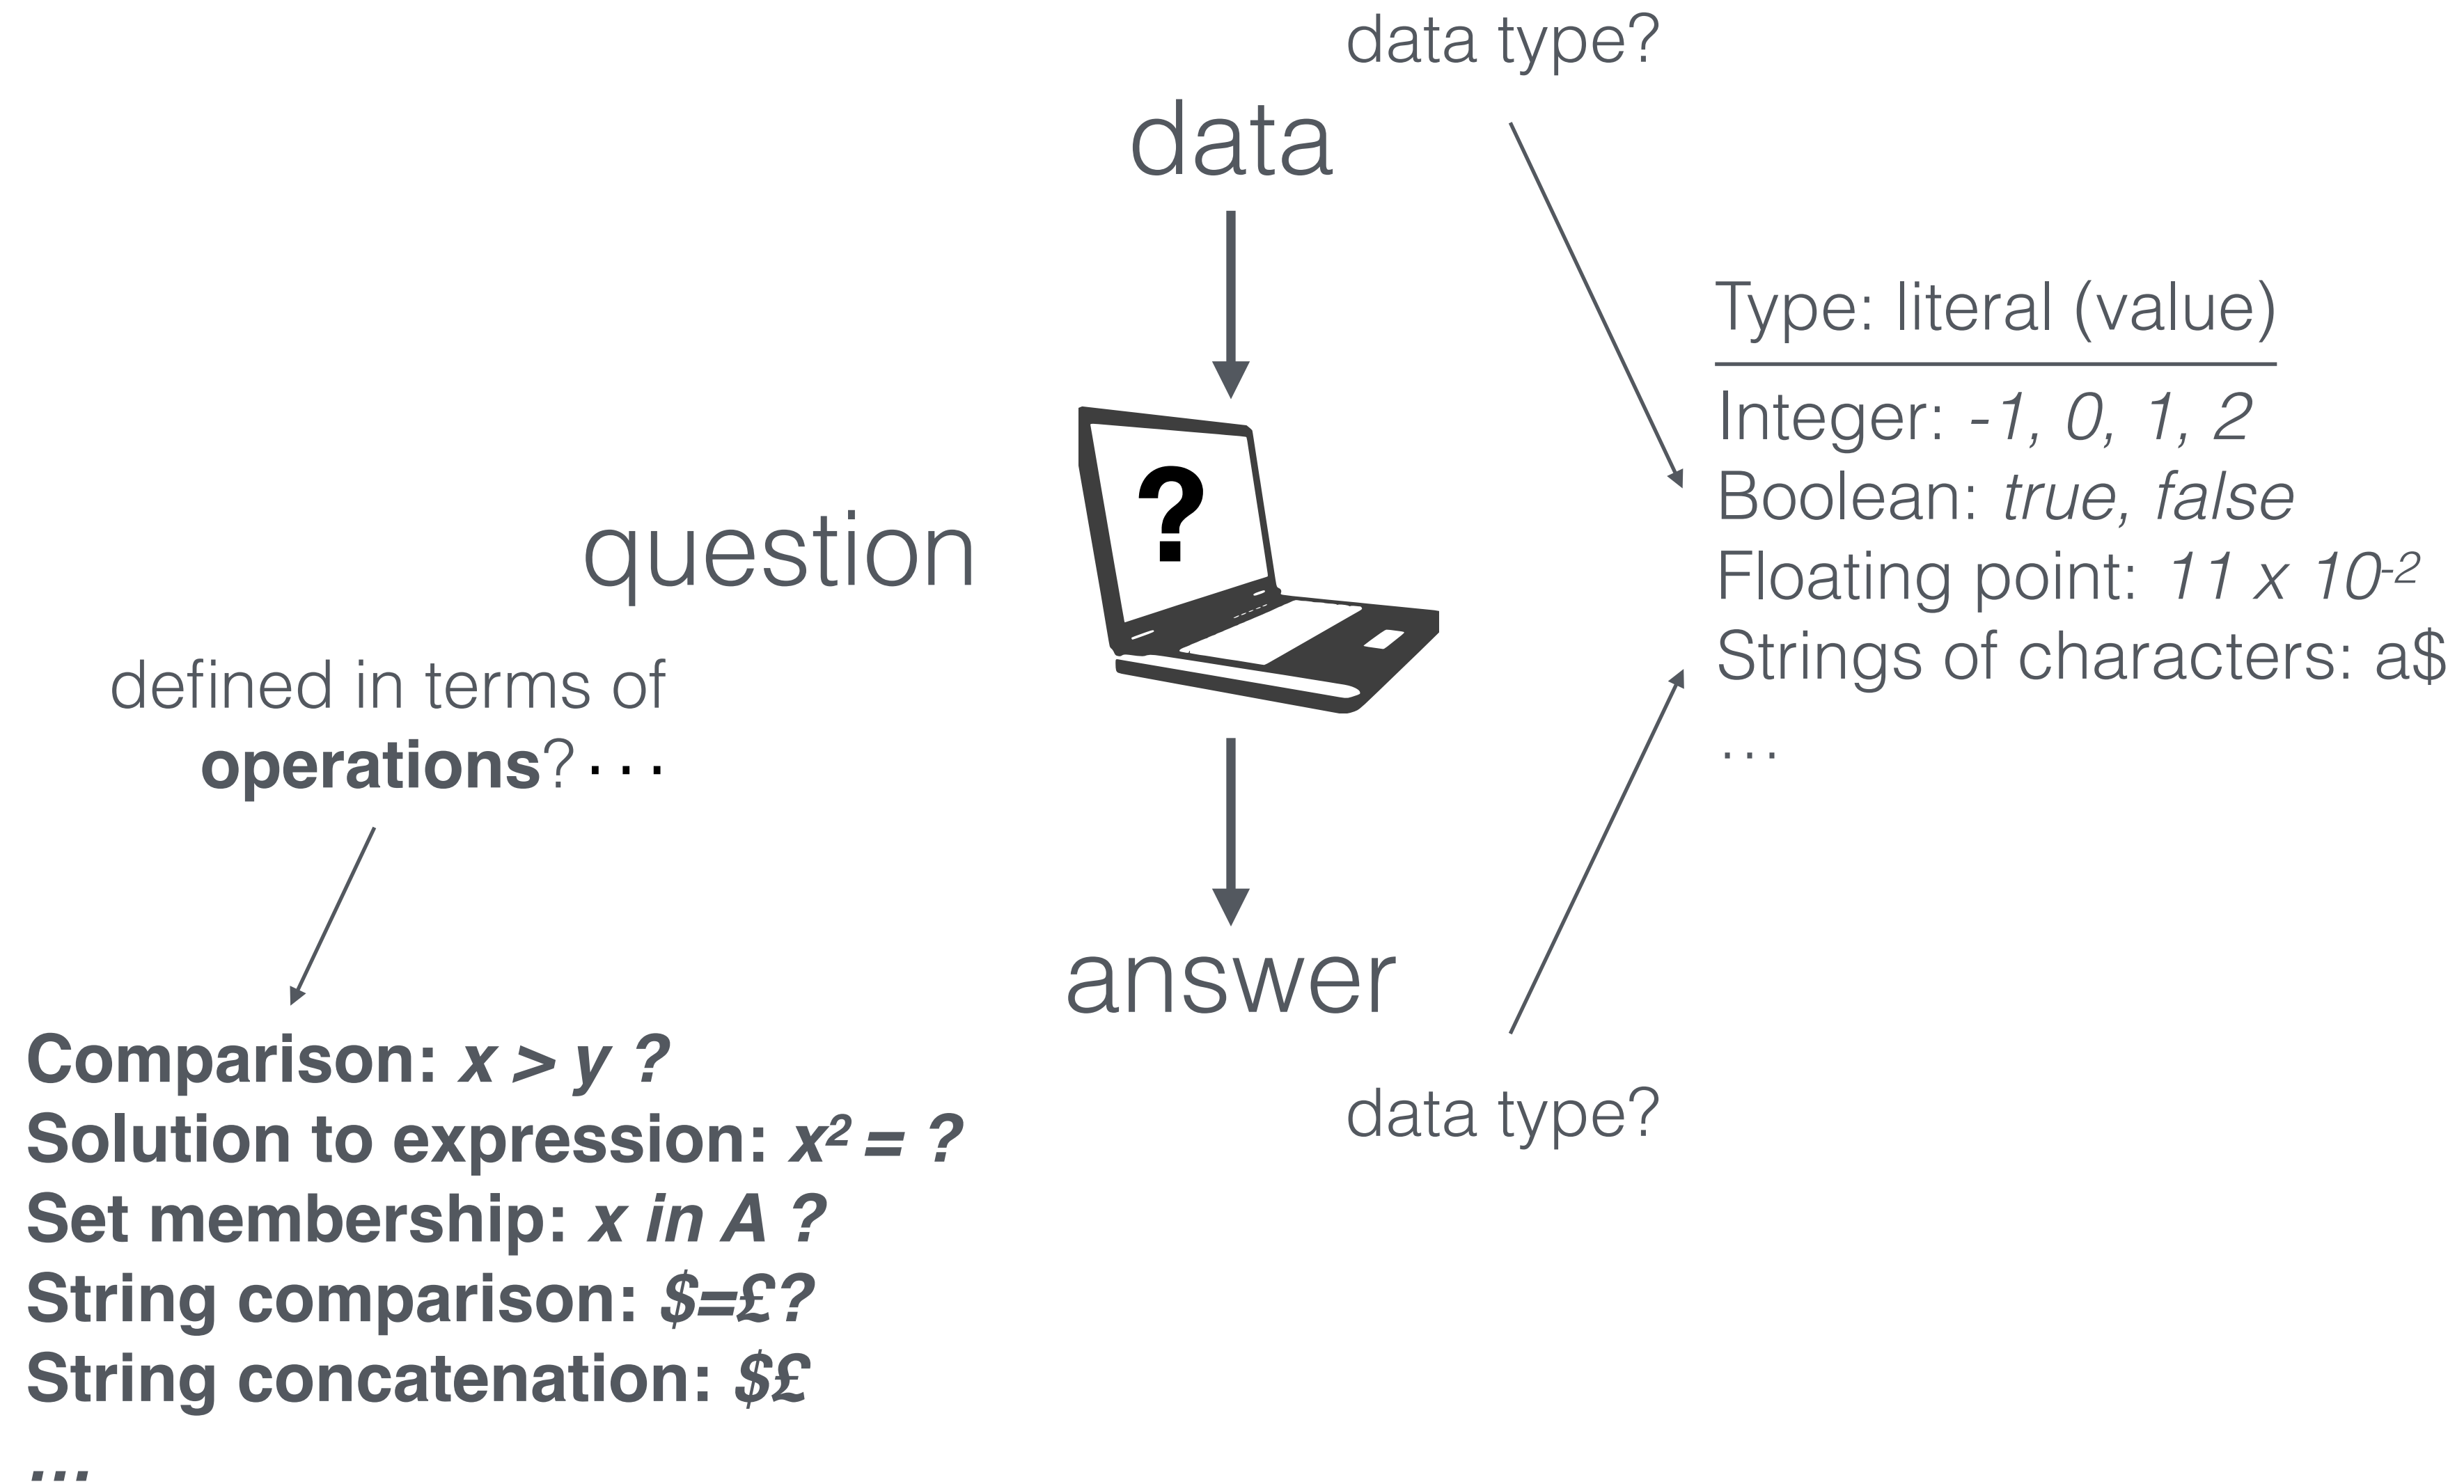 data type?
data
Type: literal (value)
Integer: -1, 0, 1, 2
?
Boolean: true, false
question
Floating point: 11 x 10-2
Strings of characters: a$
defined in terms of
operations? ...
...
answer
Comparison: x > y ?
data type?
Solution to expression: x² = ?
Set membership: x in A ?
String comparison: $=£?
String concatenation: $£
...